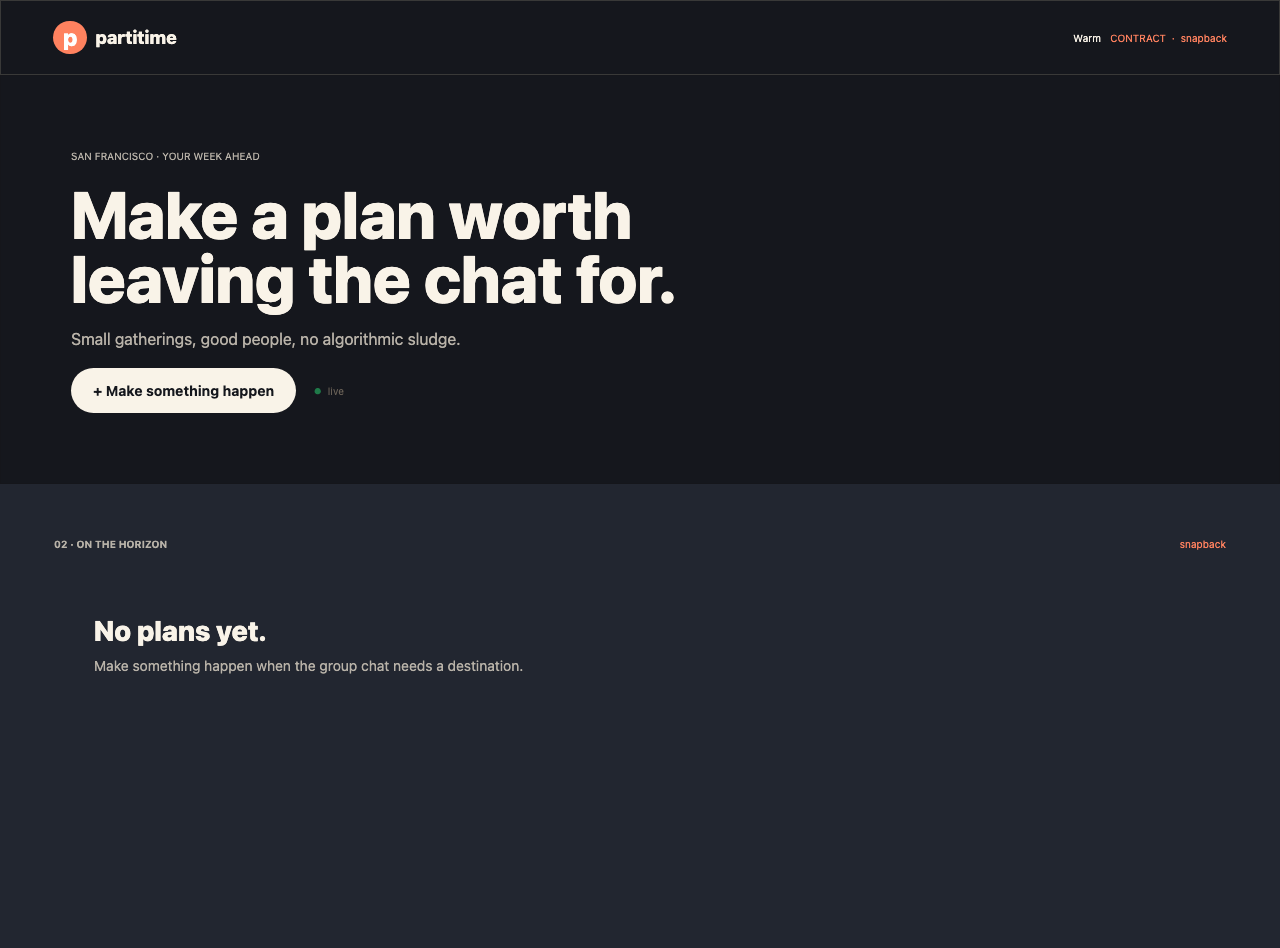 p partitime
Warm CONTRACT · snapback
SAN FRANCISCO · YOUR WEEK AHEAD
Make a plan worth
leaving the chat for.
Small gatherings, good people, no algorithmic sludge.
+ Make something happen
live
02 · ON THE HORIZON
snapback
No plans yet.
Make something happen when the group chat needs a destination.